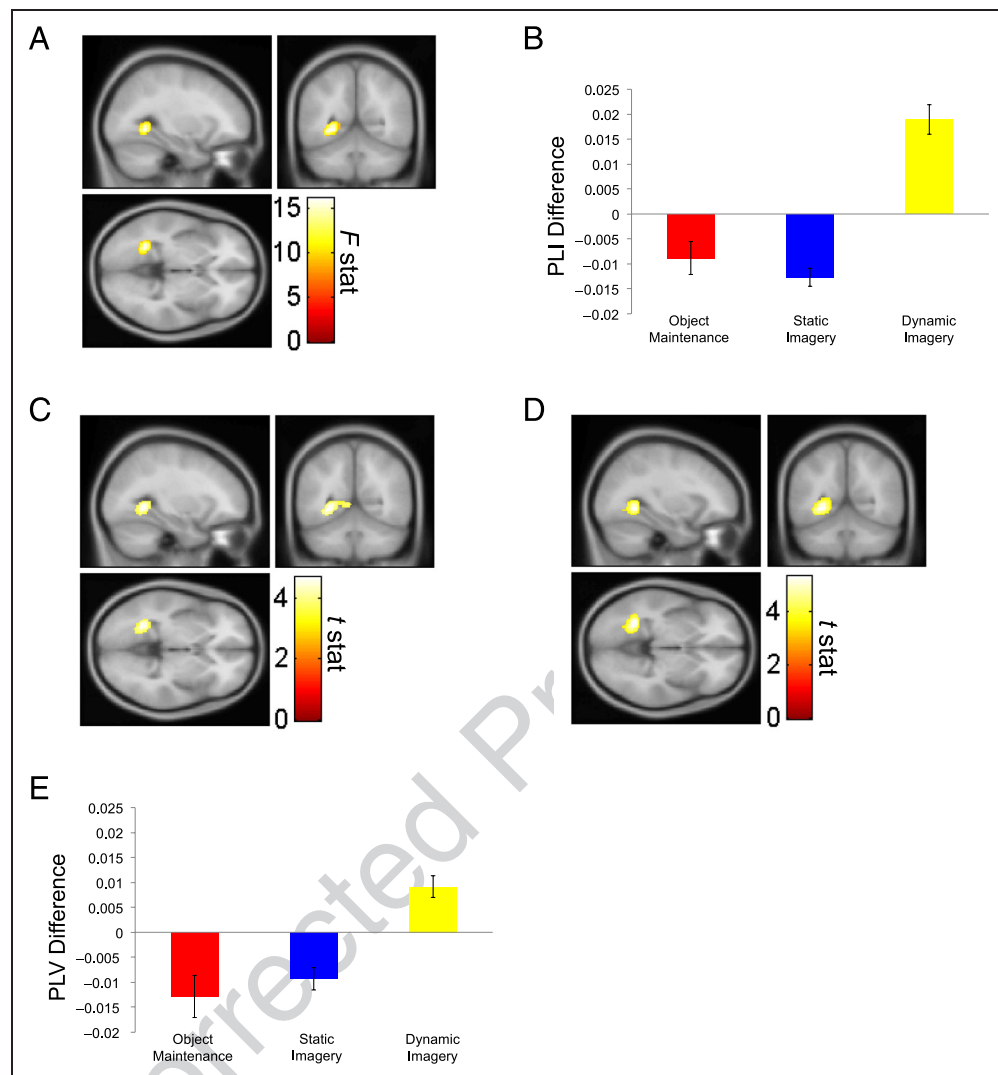 A
15
10
5
0
F stat
B
PLI Difference
0.025
0.02
0.015
0.01
0.005
0
−0.005
−0.01
−0.015
−0.02
Object
Maintenance
Static
Imagery
Dynamic
Imagery
C
4
2
0
t stat
D
4
2
0
t stat
E
PLV Difference
0.025
0.02
0.015
0.01
0.005
0
−0.005
−0.01
−0.015
−0.02
Object
Maintenance
Static
Imagery
Dynamic
Imagery
orrected Pr